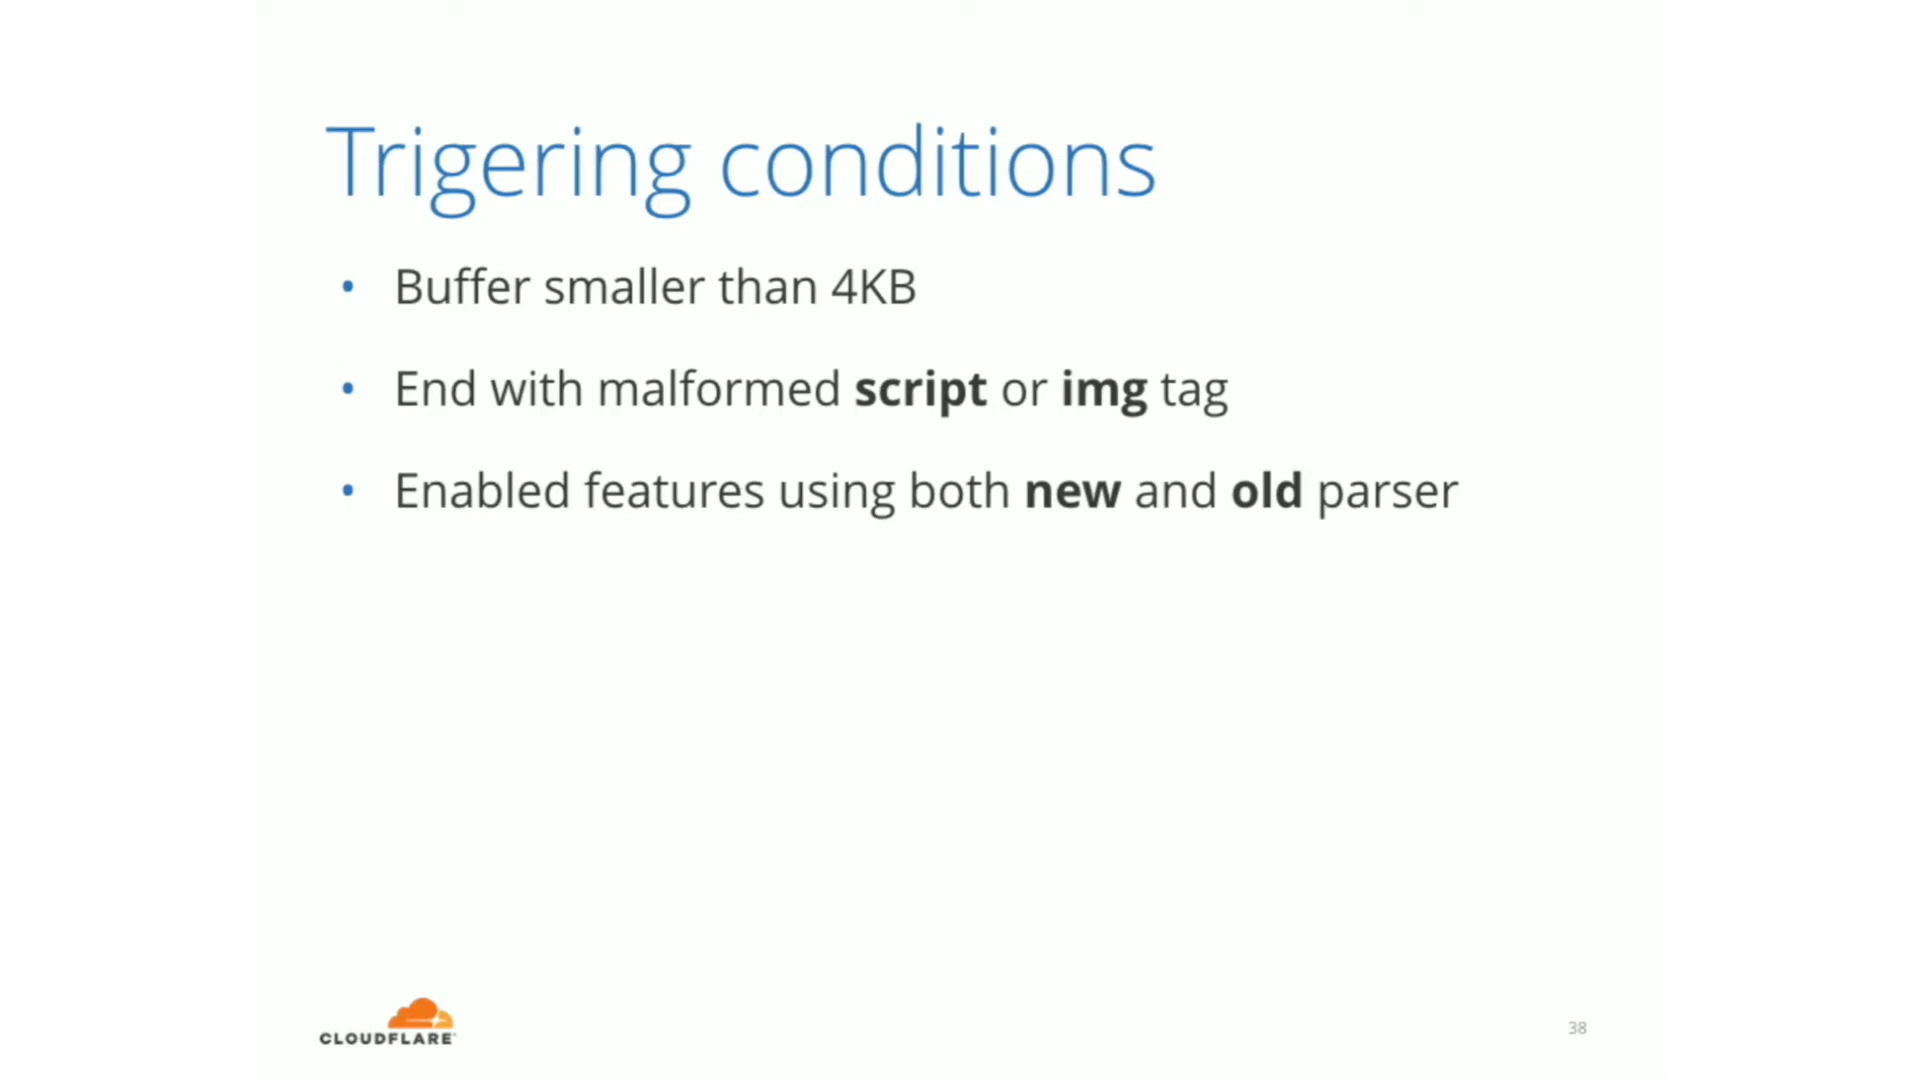 Trigering conditions
• Buffer smaller than 4KB
• End with malformed script or img tag
• Enabled features using both new and old parser
CLOUDFLARE
38